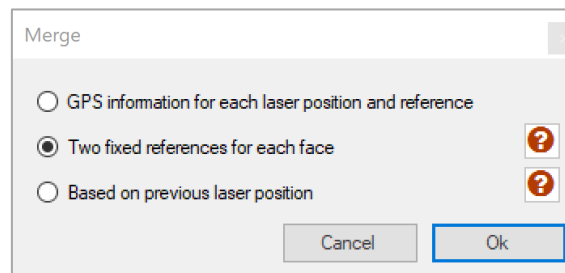 Merge
GPS information for each laser position and reference
Two fixed references for each face
?
Based on previous laser position
?
Cancel
Ok